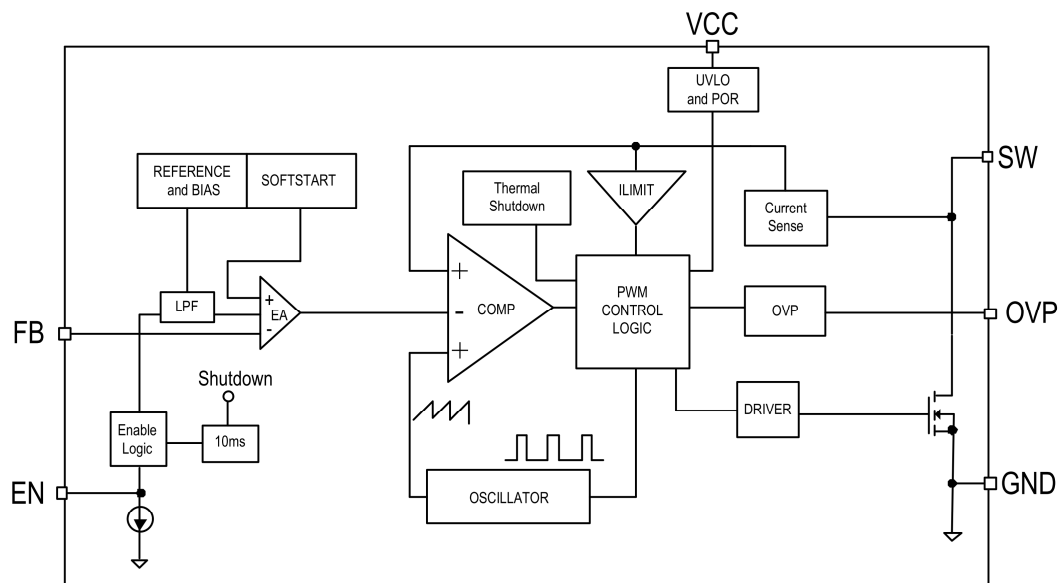 VCC
UVLO
and POR
REFERENCE
and BIAS
SOFTSTART
Thermal
Shutdown
ILIMIT
Current
Sense
SW
LPF
+
EA
-
+
-
+
COMP
PWM
CONTROL
LOGIC
OVP
OVP
FB
Shutdown
Enable
Logic
10ms
DRIVER
EN
OSCILLATOR
GND